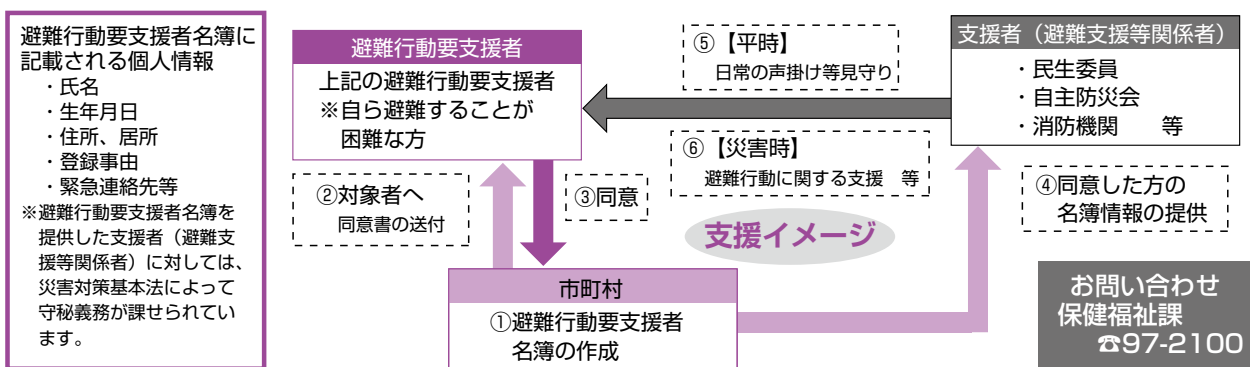 避難行動要支援者名簿に
記載される個人情報
・氏名
・生年月日
・住所、居所
・登録事由
・緊急連絡先等
※避難行動要支援者名簿を
提供した支援者（避難支
援等関係者）に対しては、
災害対策基本法によって
守秘義務が課せられてい
ます。
避難行動要支援者
上記の避難行動要支援者
※自ら避難することが
困難な方
⑤【平時】
日常の声掛け等見守り
支援者（避難支援等関係者）
・民生委員
・自主防災会
・消防機関　等
⑥【災害時】
避難行動に関する支援　等
②対象者へ
同意書の送付
③同意
④同意した方の
名簿情報の提供
支援イメージ
市町村
①避難行動要支援者
名簿の作成
お問い合わせ
保健福祉課
☎97-2100